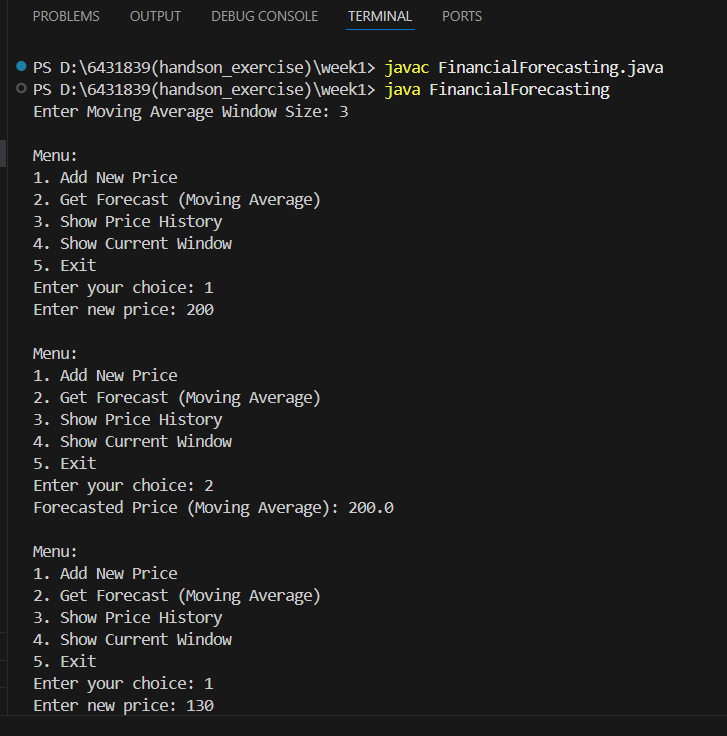 PROBLEMS OUTPUT DEBUG CONSOLE TERMINAL PORTS
PS D:\6431839(handson_exercise)\week1> javac FinancialForecasting.java
PS D:\6431839(handson_exercise)\week1> java FinancialForecasting
Enter Moving Average Window Size: 3
Menu:
1. Add New Price
2. Get Forecast (Moving Average)
3. Show Price History
4. Show Current Window
5. Exit
Enter your choice: 1
Enter new price: 200
Menu:
1. Add New Price
2. Get Forecast (Moving Average)
3. Show Price History
4. Show Current Window
5. Exit
Enter your choice: 2
Forecasted Price (Moving Average): 200.0
Menu:
1. Add New Price
2. Get Forecast (Moving Average)
3. Show Price History
4. Show Current Window
5. Exit
Enter your choice: 1
Enter new price: 130